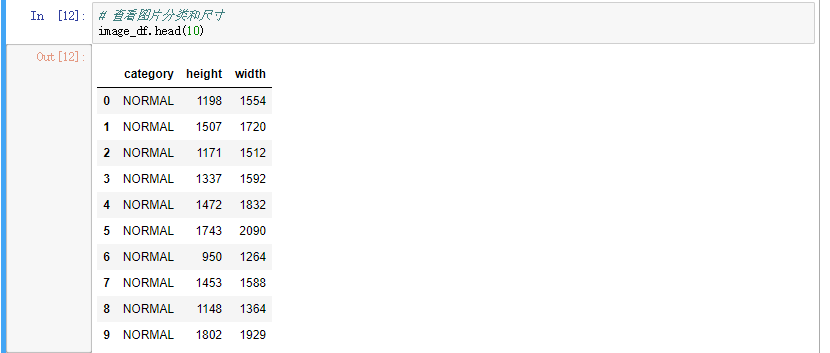 In [12]:
# 查看图片分类和尺寸
image_df.head(10)
Out[12]:
category height width
0 NORMAL 1198 1554
1 NORMAL 1507 1720
2 NORMAL 1171 1512
3 NORMAL 1337 1592
4 NORMAL 1472 1832
5 NORMAL 1743 2090
6 NORMAL 950 1264
7 NORMAL 1453 1588
8 NORMAL 1148 1364
9 NORMAL 1802 1929